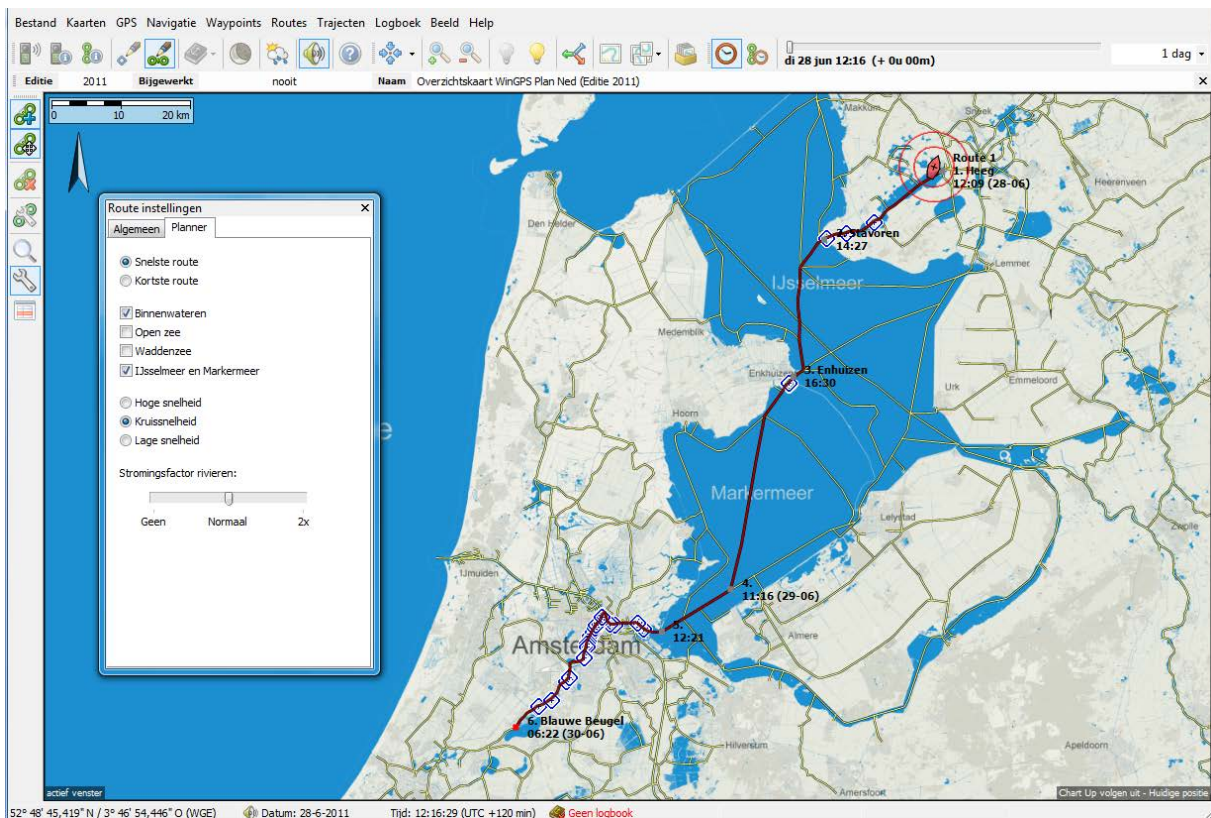 Bestand Kaarten GPS Navigatie Waypoints Routes Trajecten Logboek Beeld Help
di 28 jun 12:16 (+ 0u 00m)
1 dag
Editie 2011 Bijgewerkt nooit Naam Overzichtskaart WinGPS Plan Ned (Editie 2011)
0 10 20 km
Makkum
Sneek
Route 1
1. Heeg
12:09 (28-06)
Heerenveen
Route instellingen
Algemeen Planner
Snelste route
Kortste route
Binnenwateren
Open zee
Waddenzee
IJsselmeer en Markermeer
Hoge snelheid
Kruissnelheid
Lage snelheid
Stromingsfactor rivieren:
Geen Normaal 2x
Den Helder
2. Stavoren
14:27
Lemmer
IJsselmeer
Medemblik
Enkhuizen
3. Enhuizen
16:30
Urk
Emmeloord
Hoorn
Markermeer
Lelystad
Zwolle
IJmuiden
4.
11:16 (29-06)
5.
12:21
Almere
Amsterdam
6. Blauwe Beugel
06:22 (30-06)
Hilversum
Apeldoorn
Amersfoort
actief venster
Chart Up volgen uit - Huidige positie
52° 48' 45,419" N / 3° 46' 54,446" O (WGE) Datum: 28-6-2011 Tijd: 12:16:29 (UTC +120 min) Geen logboek